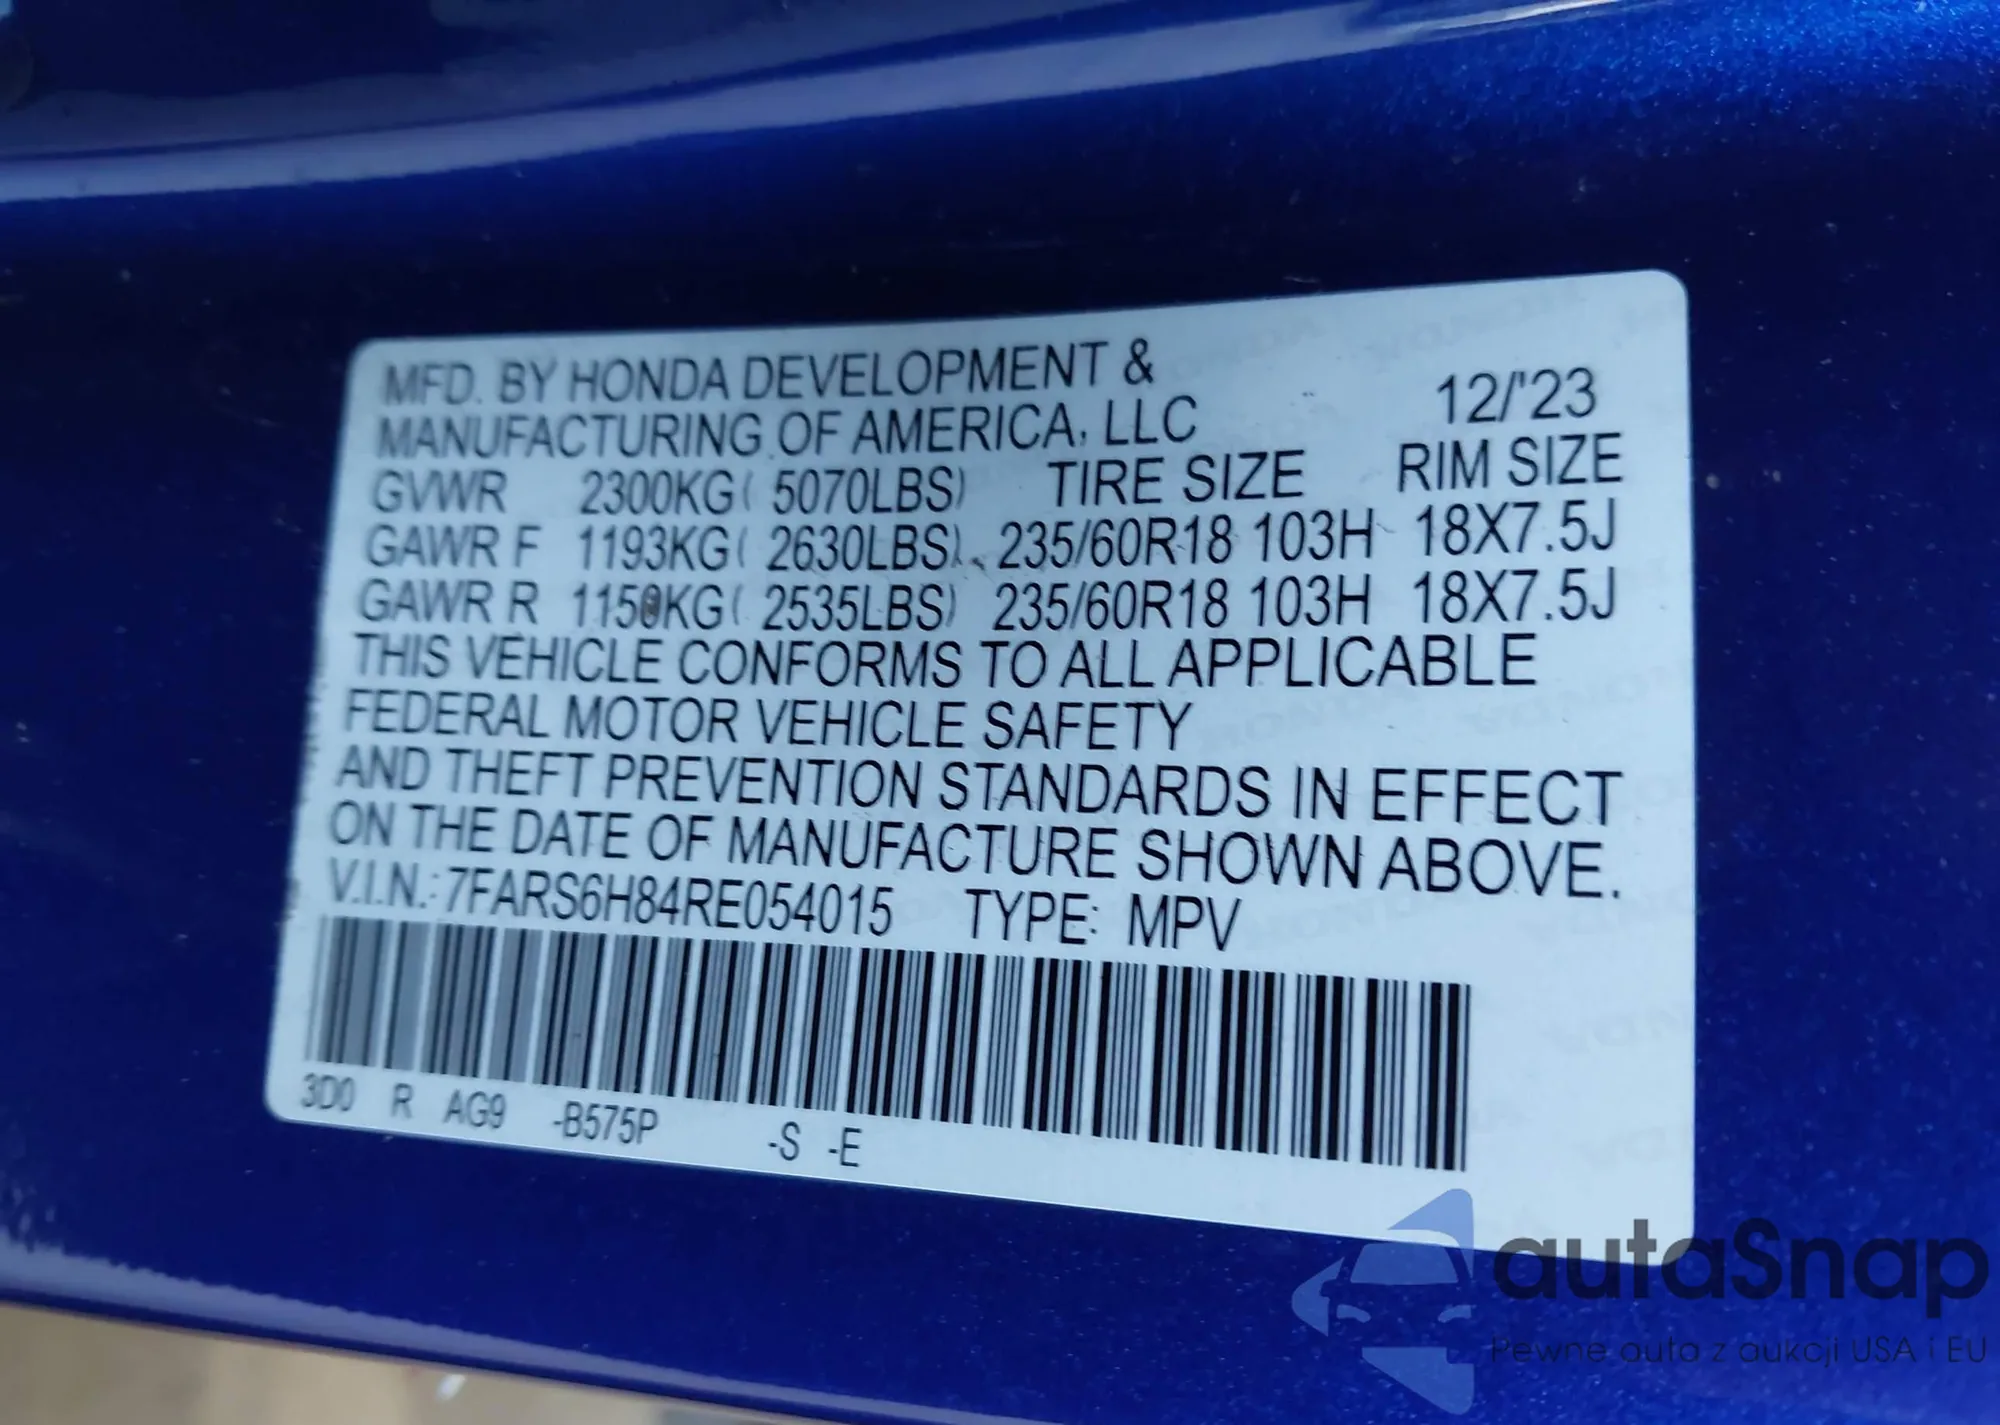 MFD. BY HONDA DEVELOPMENT &
MANUFACTURING OF AMERICA, LLC 12/'23
GVWR 2300KG( 5070LBS) TIRE SIZE RIM SIZE
GAWR F 1193KG( 2630LBS) 235/60R18 103H 18X7.5J
GAWR R 1150KG( 2535LBS) 235/60R18 103H 18X7.5J
THIS VEHICLE CONFORMS TO ALL APPLICABLE
FEDERAL MOTOR VEHICLE SAFETY
AND THEFT PREVENTION STANDARDS IN EFFECT
ON THE DATE OF MANUFACTURE SHOWN ABOVE.
V.I.N.: 7FARS6H84RE054015 TYPE: MPV
3D0 R AG9 -B575P -S -E
autaSnap
Pewne auta z aukcji USA i EU